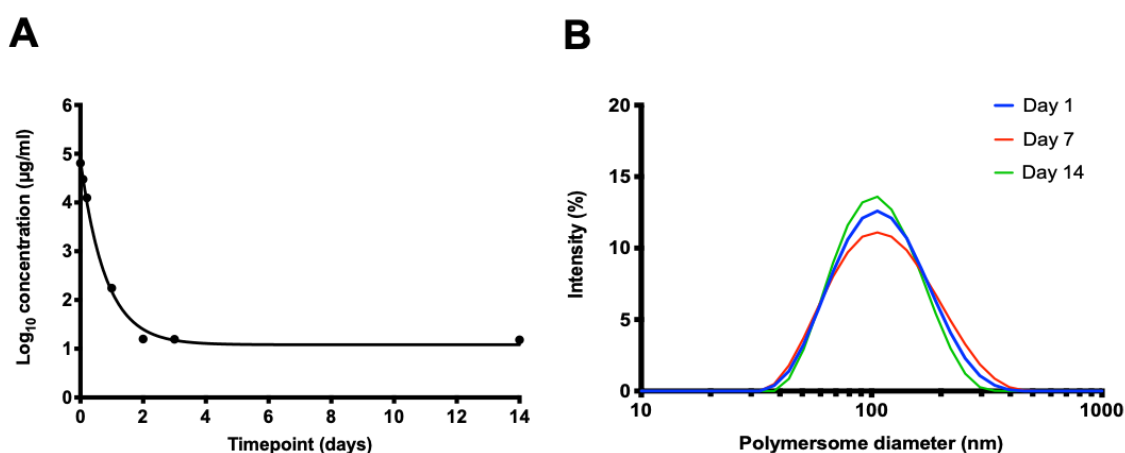 A
B
Log₁₀ concentration (µg/ml)
6
5
4
3
2
1
0
0 2 4 6 8 10 12 14
Timepoint (days)
Intensity (%)
20
15
10
5
0
10 100 1000
Polymersome diameter (nm)
Day 1
Day 7
Day 14